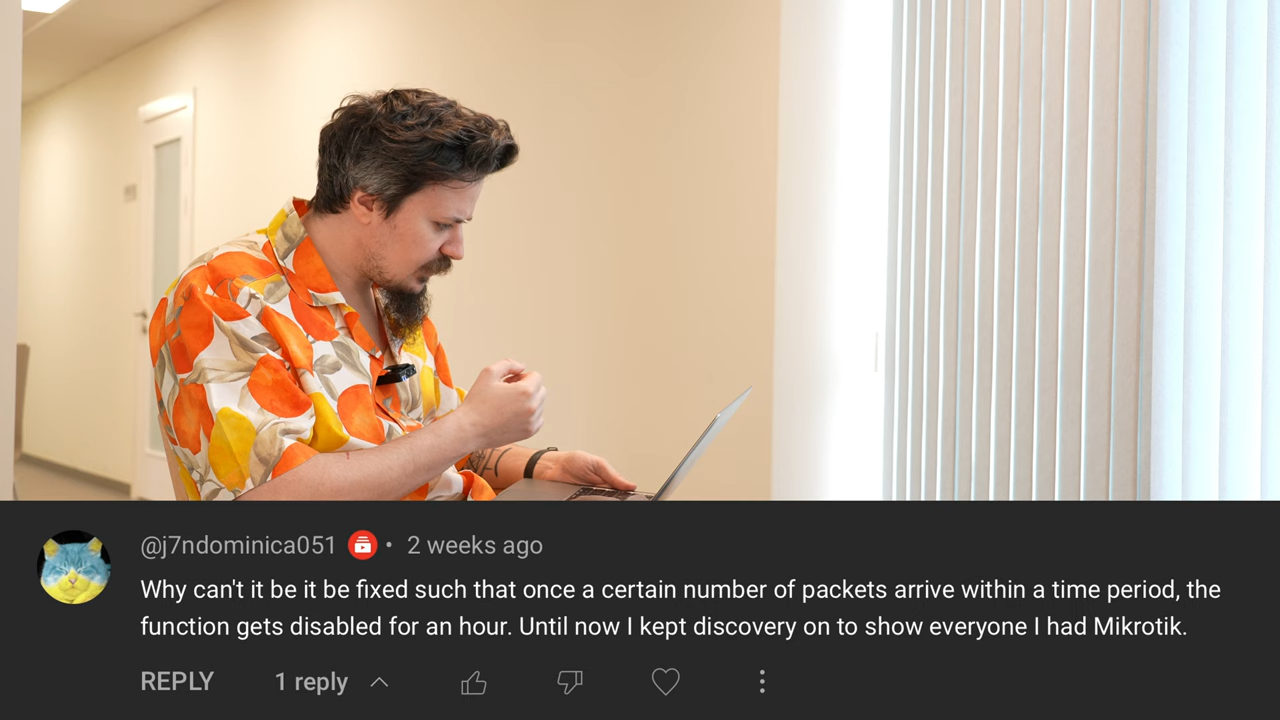 @j7ndominica051 • 2 weeks ago
Why can't it be it be fixed such that once a certain number of packets arrive within a time period, the
function gets disabled for an hour. Until now I kept discovery on to show everyone I had Mikrotik.
REPLY 1 reply